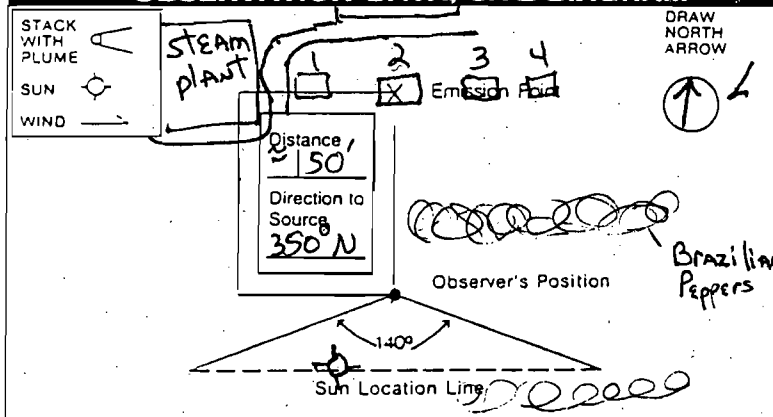 STACK
WITH
PLUME
SUN
WIND
STEAM
plANT
1 2 3 4
X Emission Point
DRAW
NORTH
ARROW
Distance
≈ 150'
Direction to
Source
350° N
Observer's Position
Brazilian
Peppers
140º
Sun Location Line